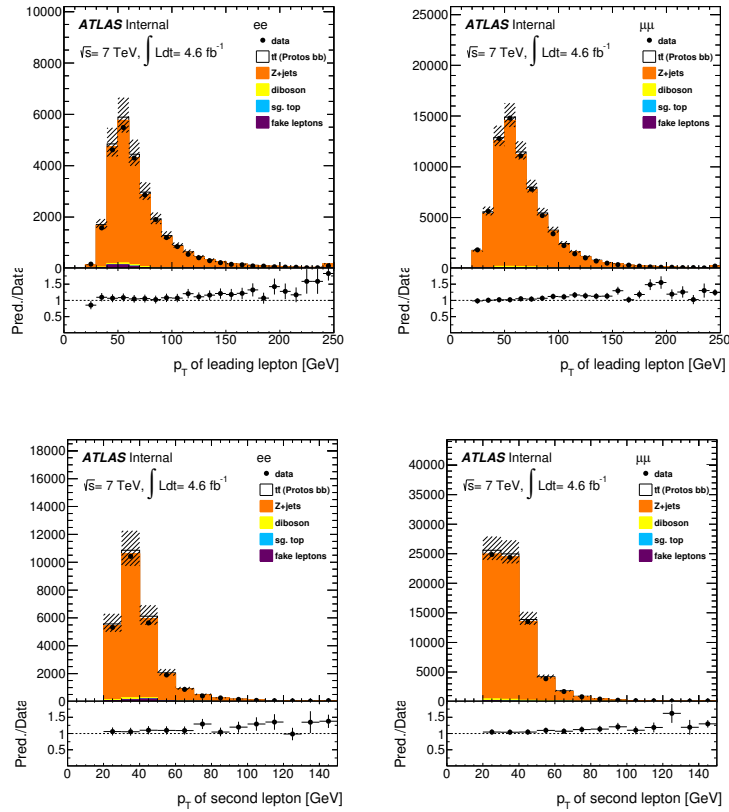 ATLAS Internal ee
√s= 7 TeV, ∫ Ldt= 4.6 fb⁻¹
data
tt̄ (Protos bb)
Z+jets
diboson
sg. top
fake leptons
10000
8000
6000
4000
2000
0
Pred./Data
1.5
1
0.5
0 50 100 150 200 250
p_T of leading lepton [GeV]
ATLAS Internal μμ
√s= 7 TeV, ∫ Ldt= 4.6 fb⁻¹
data
tt̄ (Protos bb)
Z+jets
diboson
sg. top
fake leptons
25000
20000
15000
10000
5000
0
Pred./Data
1.5
1
0.5
0 50 100 150 200 250
p_T of leading lepton [GeV]
ATLAS Internal ee
√s= 7 TeV, ∫ Ldt= 4.6 fb⁻¹
data
tt̄ (Protos bb)
Z+jets
diboson
sg. top
fake leptons
18000
16000
14000
12000
10000
8000
6000
4000
2000
0
Pred./Data
1.5
1
0.5
0 20 40 60 80 100 120 140
p_T of second lepton [GeV]
ATLAS Internal μμ
√s= 7 TeV, ∫ Ldt= 4.6 fb⁻¹
data
tt̄ (Protos bb)
Z+jets
diboson
sg. top
fake leptons
40000
35000
30000
25000
20000
15000
10000
5000
0
Pred./Data
1.5
1
0.5
0 20 40 60 80 100 120 140
p_T of second lepton [GeV]